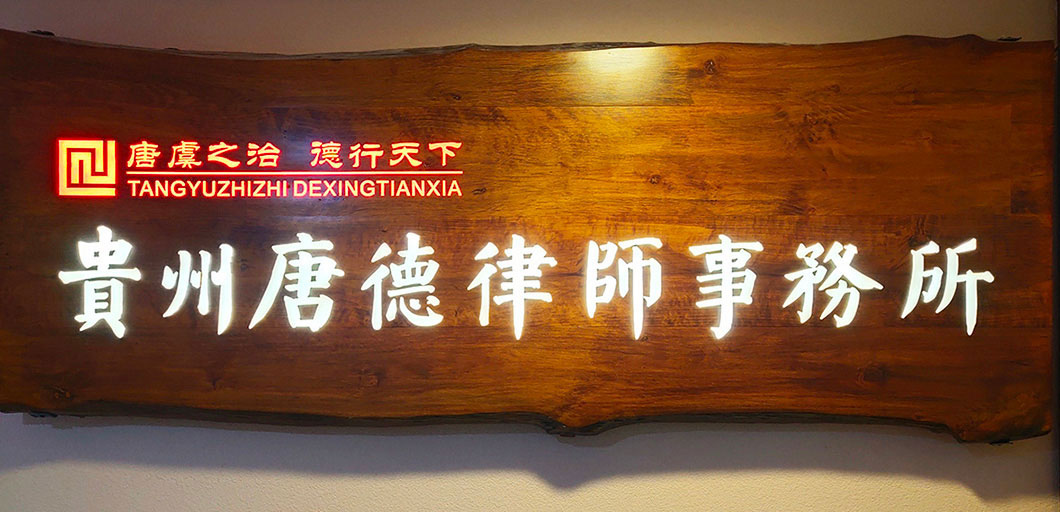 唐虞之治 德行天下
TANGYUZHIZHI DEXINGTIANXIA
貴州唐德律師事務所